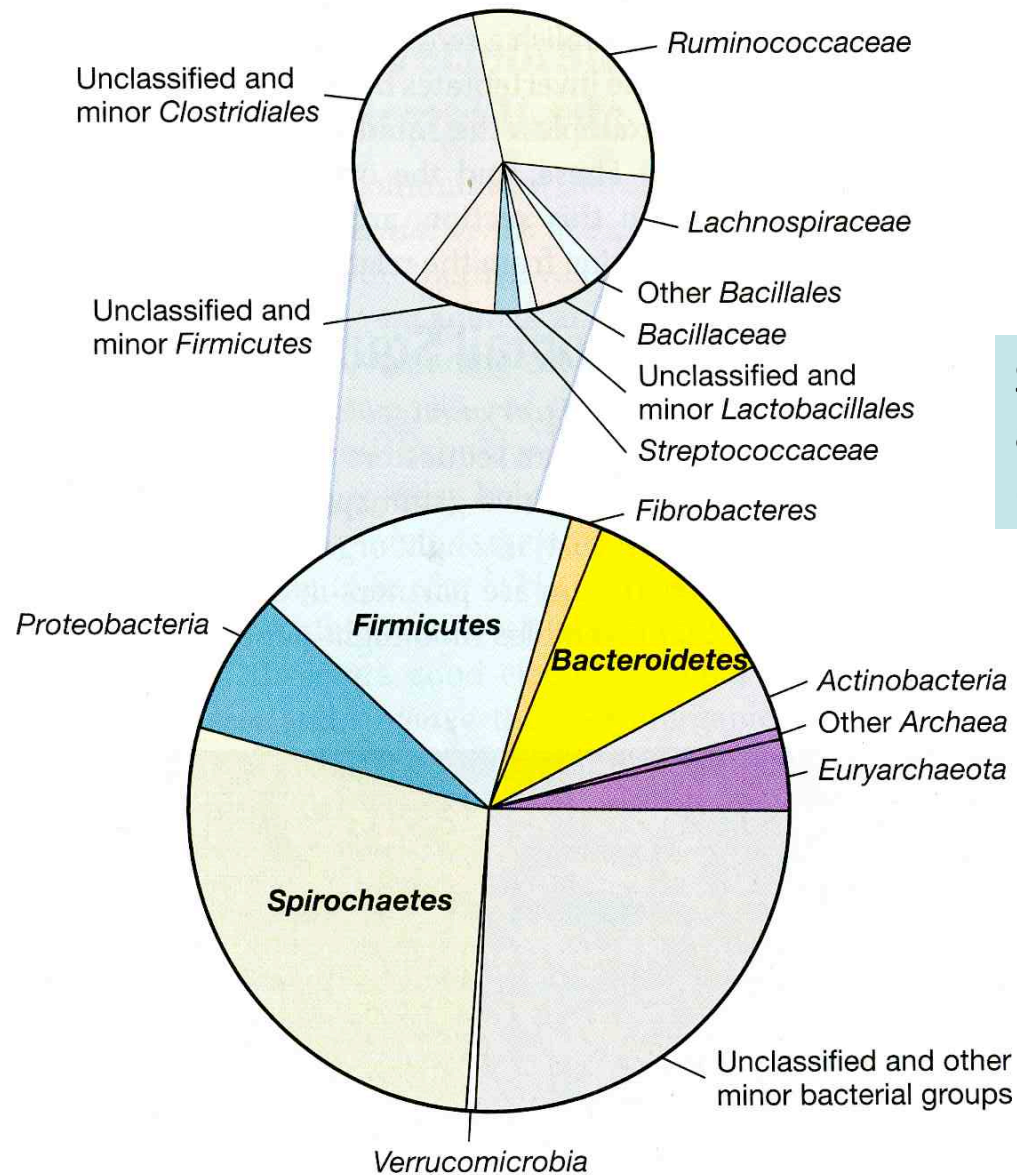 Ruminococcaceae
Unclassified and
minor Clostridiales
Lachnospiraceae
Other Bacillales
Unclassified and
minor Firmicutes
Bacillaceae
Unclassified and
minor Lactobacillales
Streptococcaceae
Fibrobacteres
Proteobacteria
Firmicutes
Bacteroidetes
Actinobacteria
Other Archaea
Euryarchaeota
Spirochaetes
Unclassified and other
minor bacterial groups
Verrucomicrobia